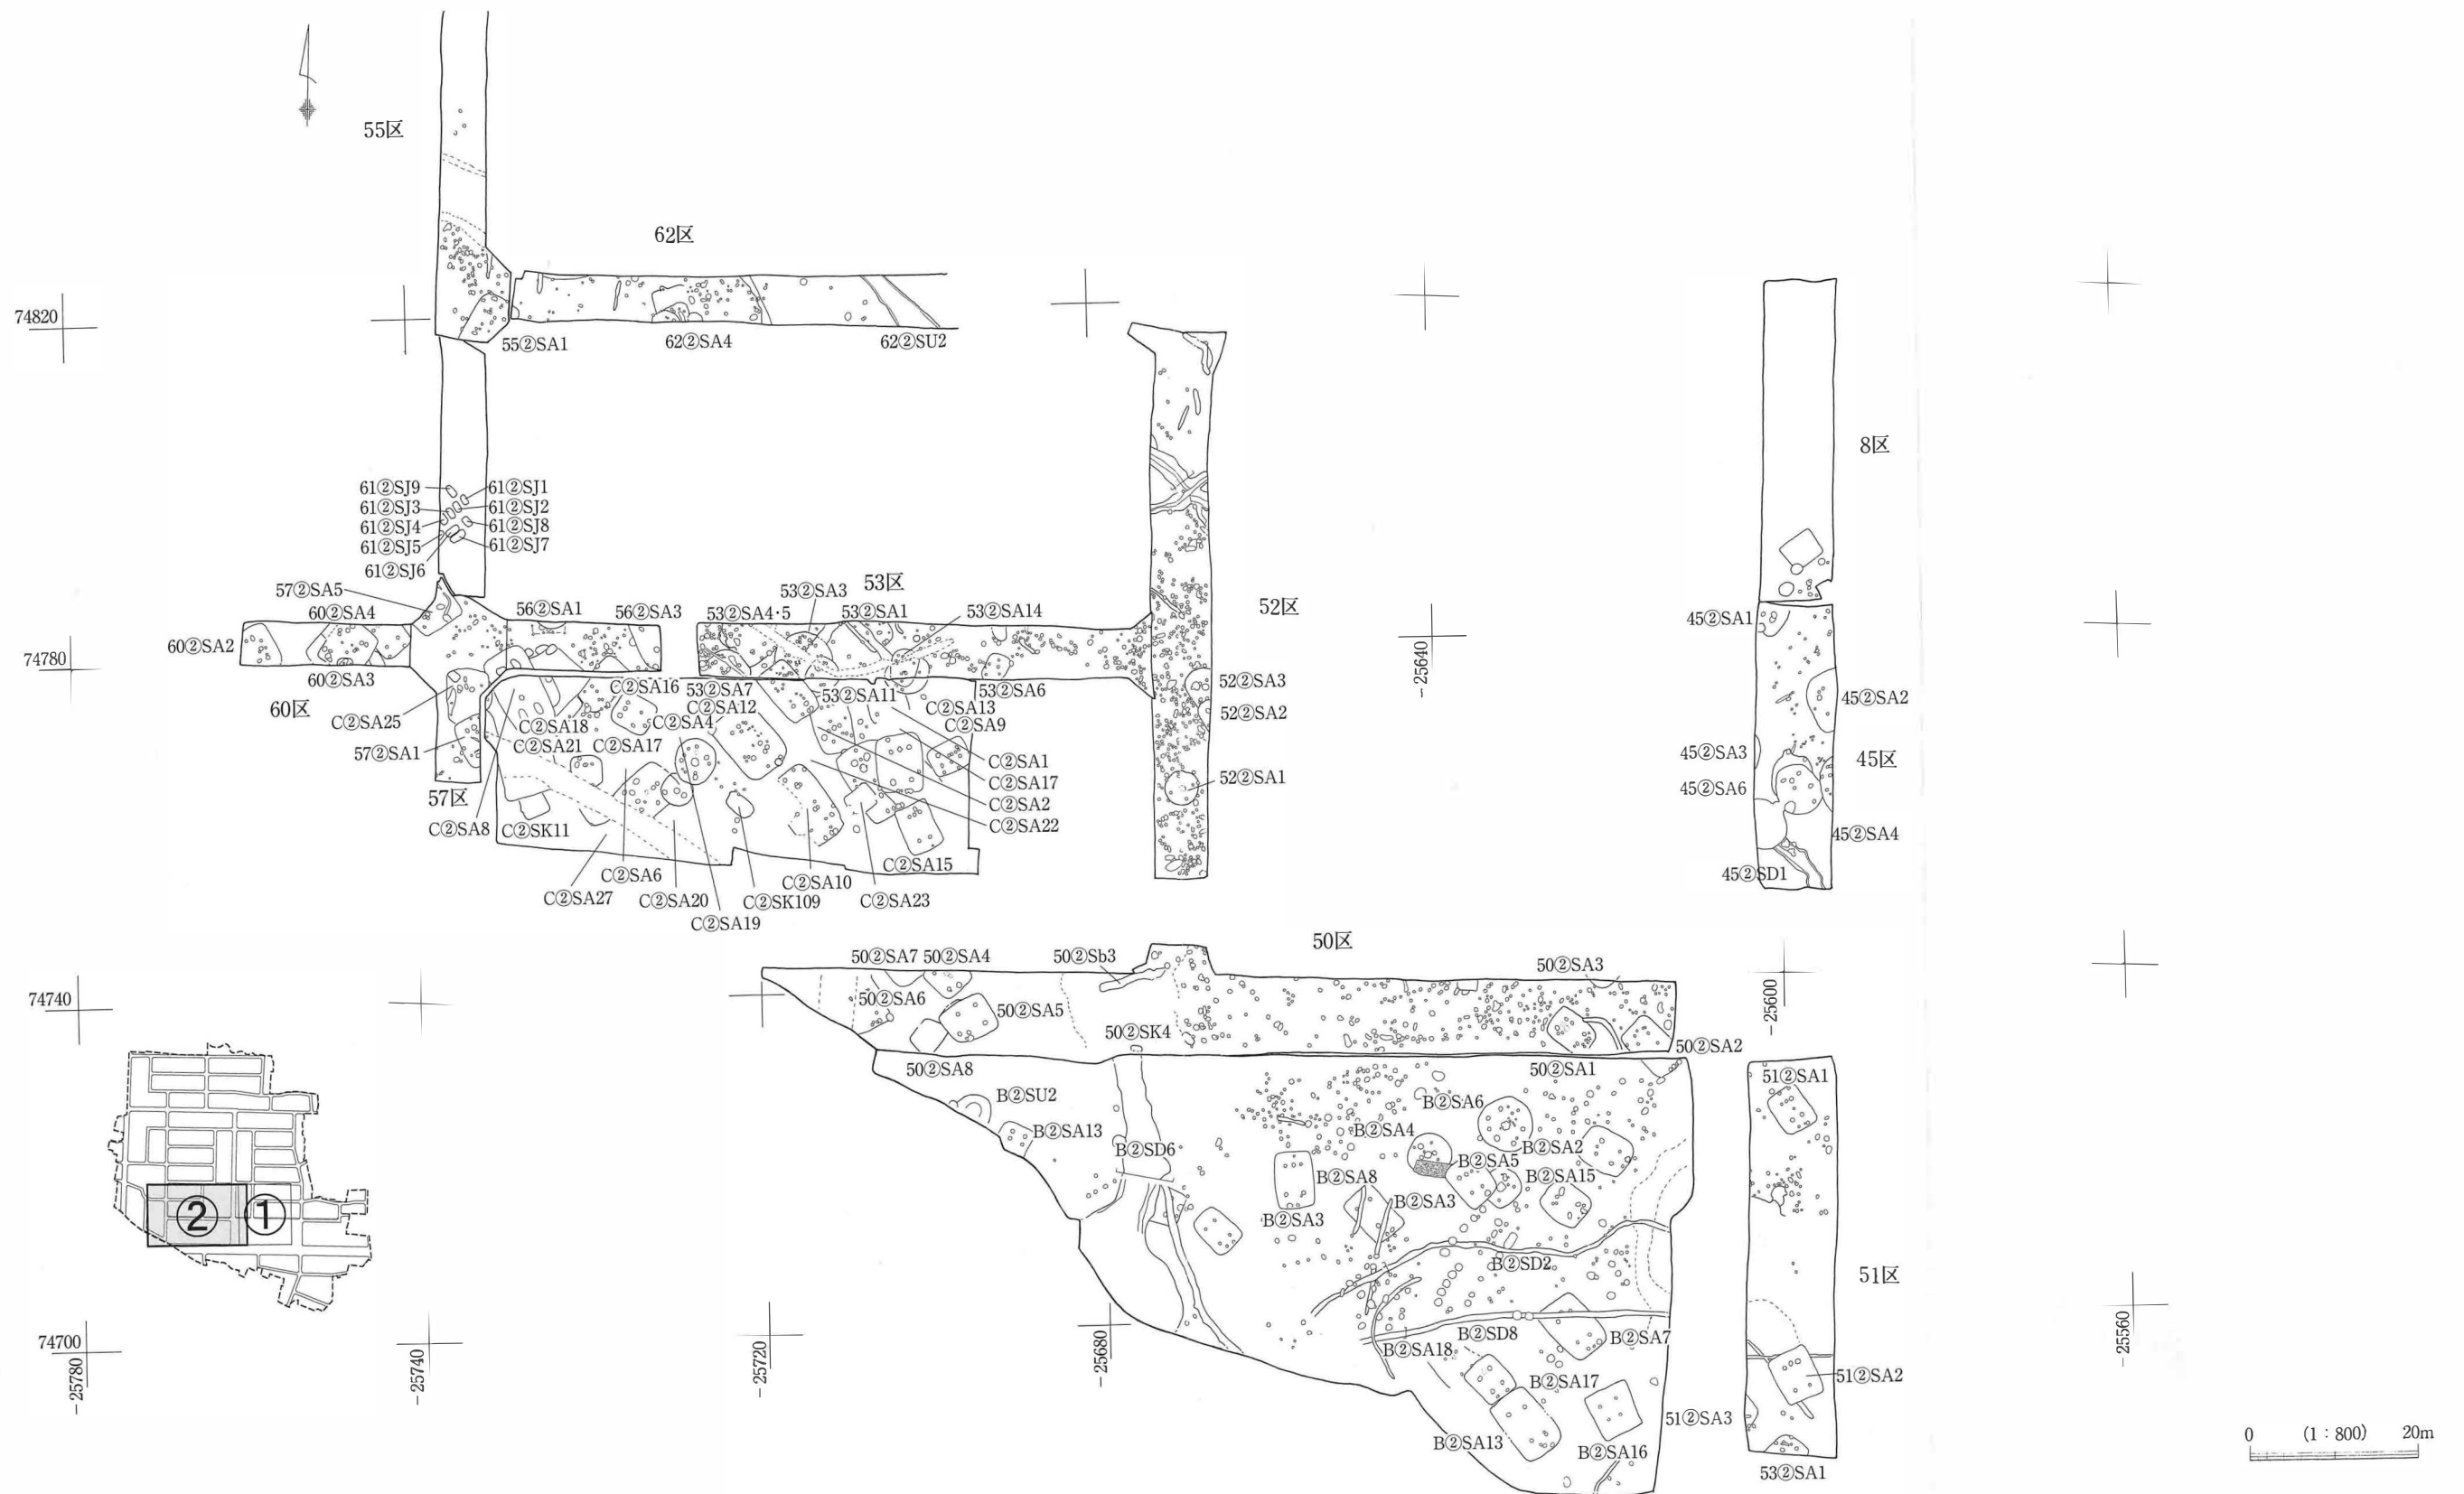 55区
62区
74820
55②SA1
62②SA4
62②SU2
8区
61②SJ9
61②SJ1
61②SJ3
61②SJ2
61②SJ4
61②SJ8
61②SJ5
61②SJ7
61②SJ6
57②SA5
53②SA3
53区
60②SA4
56②SA1
56②SA3
53②SA4・5
53②SA1
53②SA14
52区
45②SA1
60②SA2
74780
-25640
60②SA3
C②SA16
53②SA7
53②SA11
53②SA6
52②SA3
45②SA2
60区
C②SA25
C②SA18
C②SA4
C②SA12
C②SA13
C②SA9
52②SA2
57②SA1
C②SA21
C②SA17
C②SA1
45②SA3
45区
C②SA17
52②SA1
45②SA6
57区
C②SA2
C②SA8
C②SK11
C②SA22
45②SA4
C②SA6
C②SA10
C②SA15
45②SD1
C②SA27
C②SA20
C②SK109
C②SA23
C②SA19
50区
50②SA7
50②SA4
50②Sb3
50②SA3
74740
50②SA6
50②SA5
-25600
50②SK4
50②SA2
50②SA8
50②SA1
51②SA1
B②SU2
B②SA6
B②SA13
B②SA4
B②SD6
B②SA2
B②SA5
B②SA8
B②SA15
B②SA3
B②SA3
② ①
B②SD2
51区
74700
-25780
-25740
-25720
-25680
B②SD8
B②SA7
-25560
B②SA18
B②SA17
51②SA2
51②SA3
B②SA13
B②SA16
0 (1：800) 20m
53②SA1